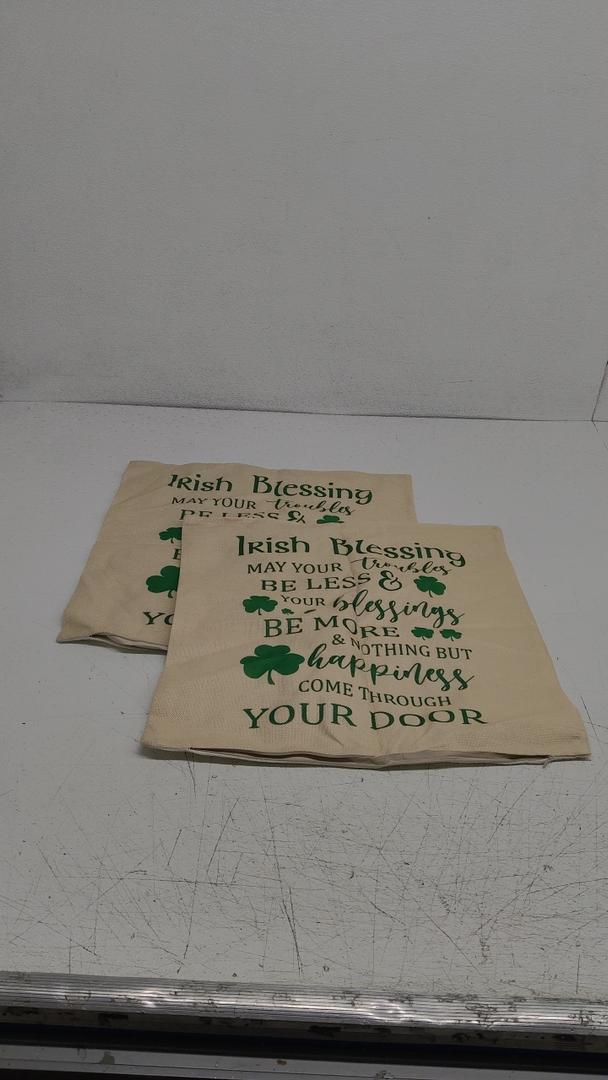 Irish Blessing
MAY YOUR troubles
BE LESS &
YO
Irish Blessing
MAY YOUR troubles
BE LESS &
YOUR blessings
BE MORE
& NOTHING BUT
happiness
COME THROUGH
YOUR DOOR